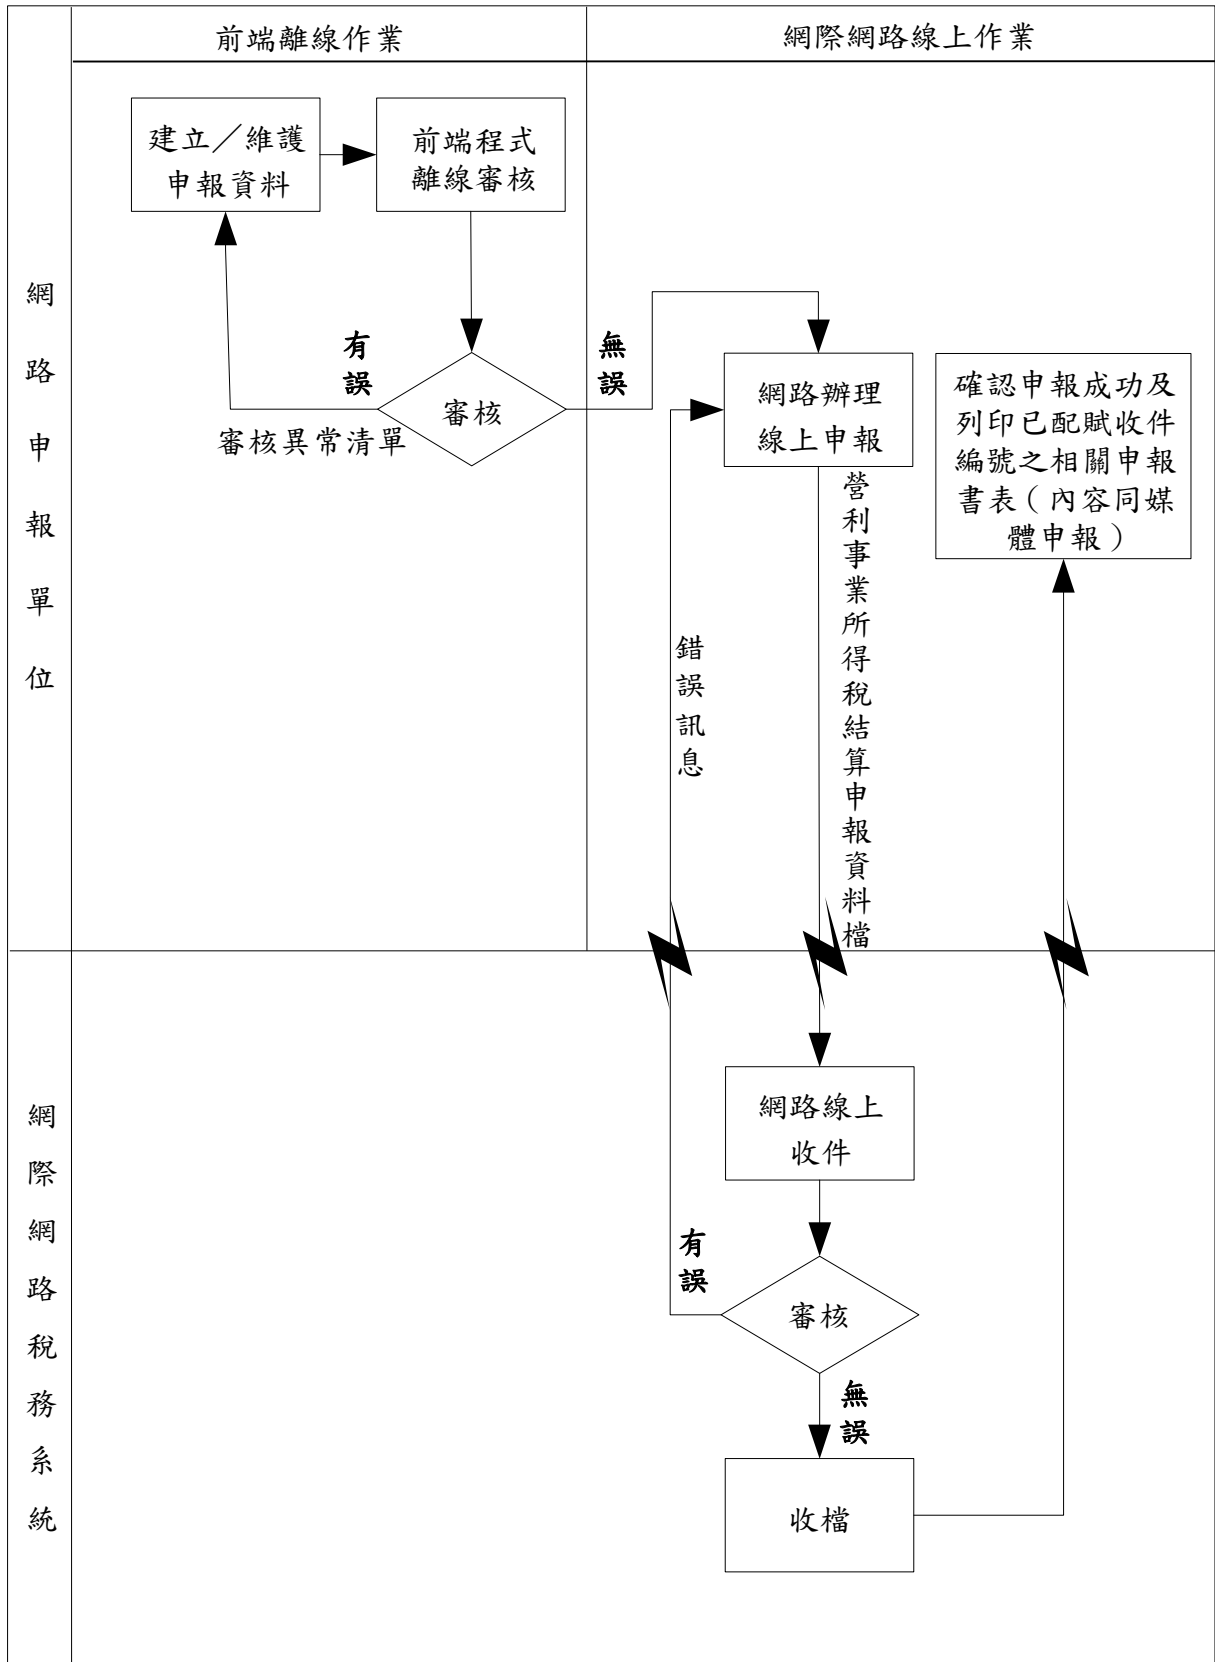 前端離線作業
網際網路線上作業
網路申報單位
建立／維護
申報資料
前端程式
離線審核
有誤
審核
審核異常清單
無誤
網路辦理
線上申報
確認申報成功及
列印已配賦收件
編號之相關申報
書表（內容同媒
體申報）
錯誤訊息
營利事業所得稅結算申報資料檔
網際網路稅務系統
網路線上
收件
有誤
審核
無誤
收檔